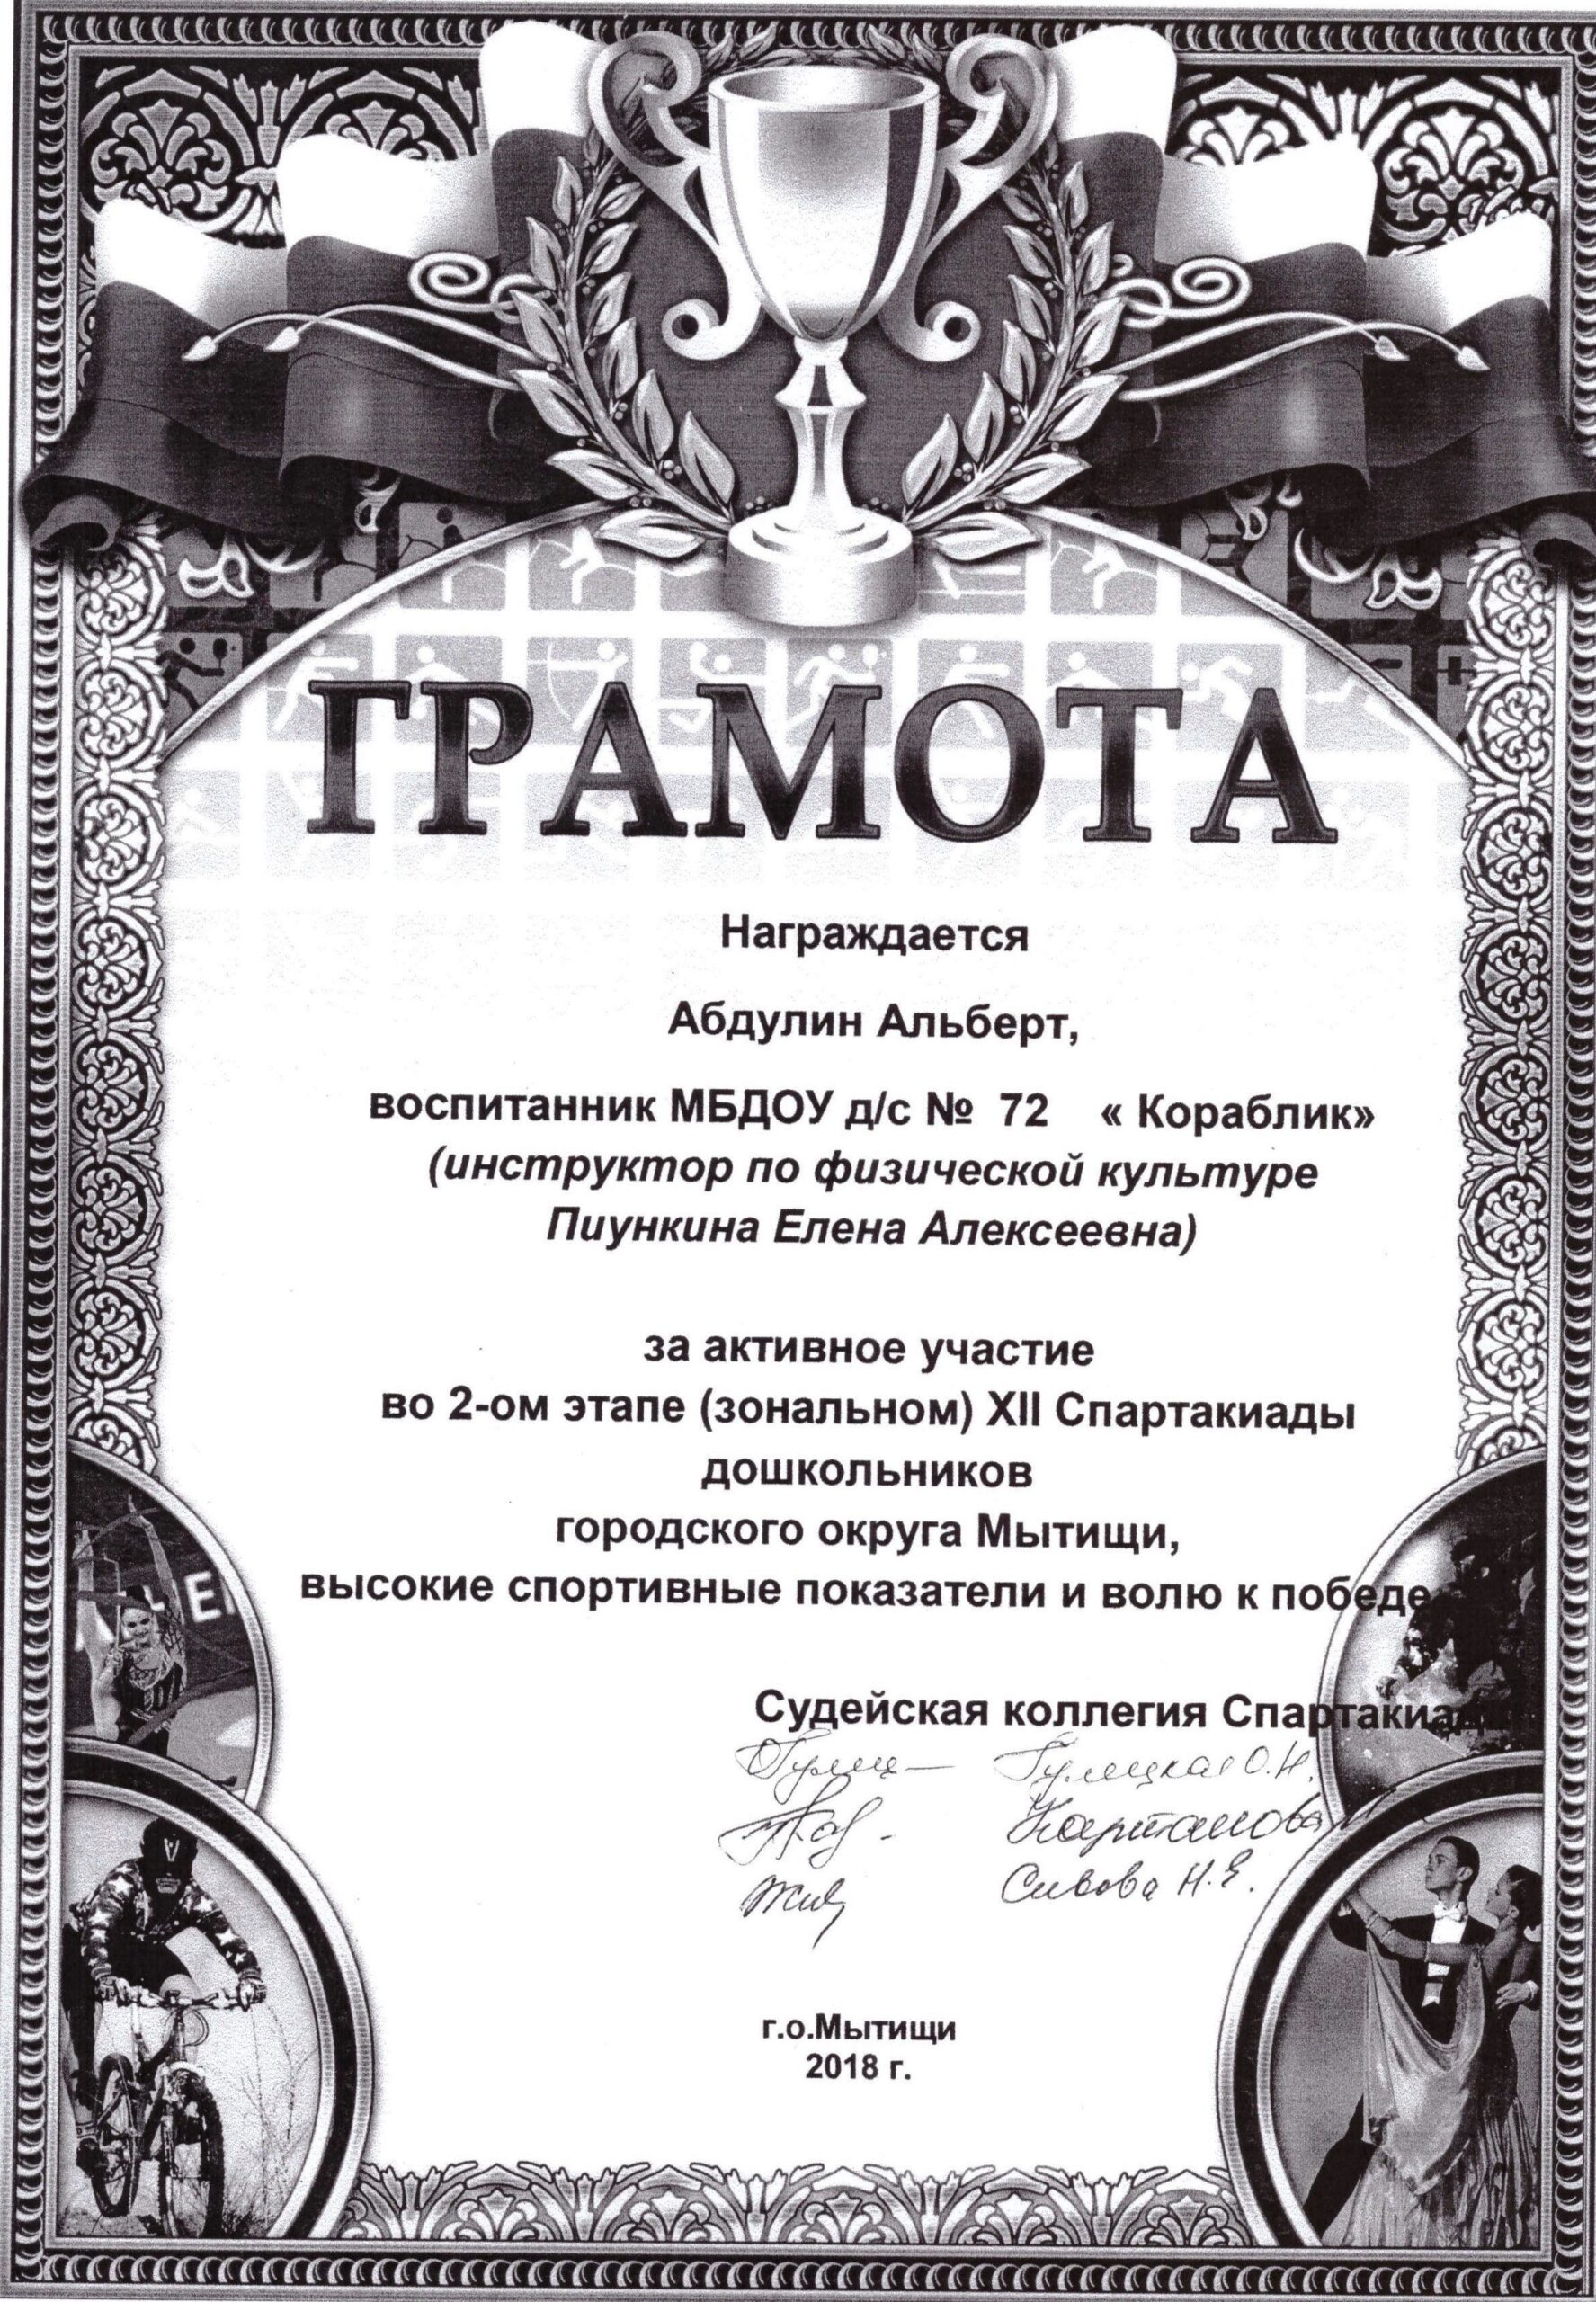 ГРАМОТА
Награждается
Абдулин Альберт,
воспитанник МБДОУ д/с № 72 « Кораблик»
(инструктор по физической культуре
Пиункина Елена Алексеевна)
за активное участие
во 2-ом этапе (зональном) XII Спартакиады
дошкольников
городского округа Мытищи,
высокие спортивные показатели и волю к победе
Судейская коллегия Спартакиады
Гулецкая О.Н.
Сивова Н.Е.
г.о.Мытищи
2018 г.